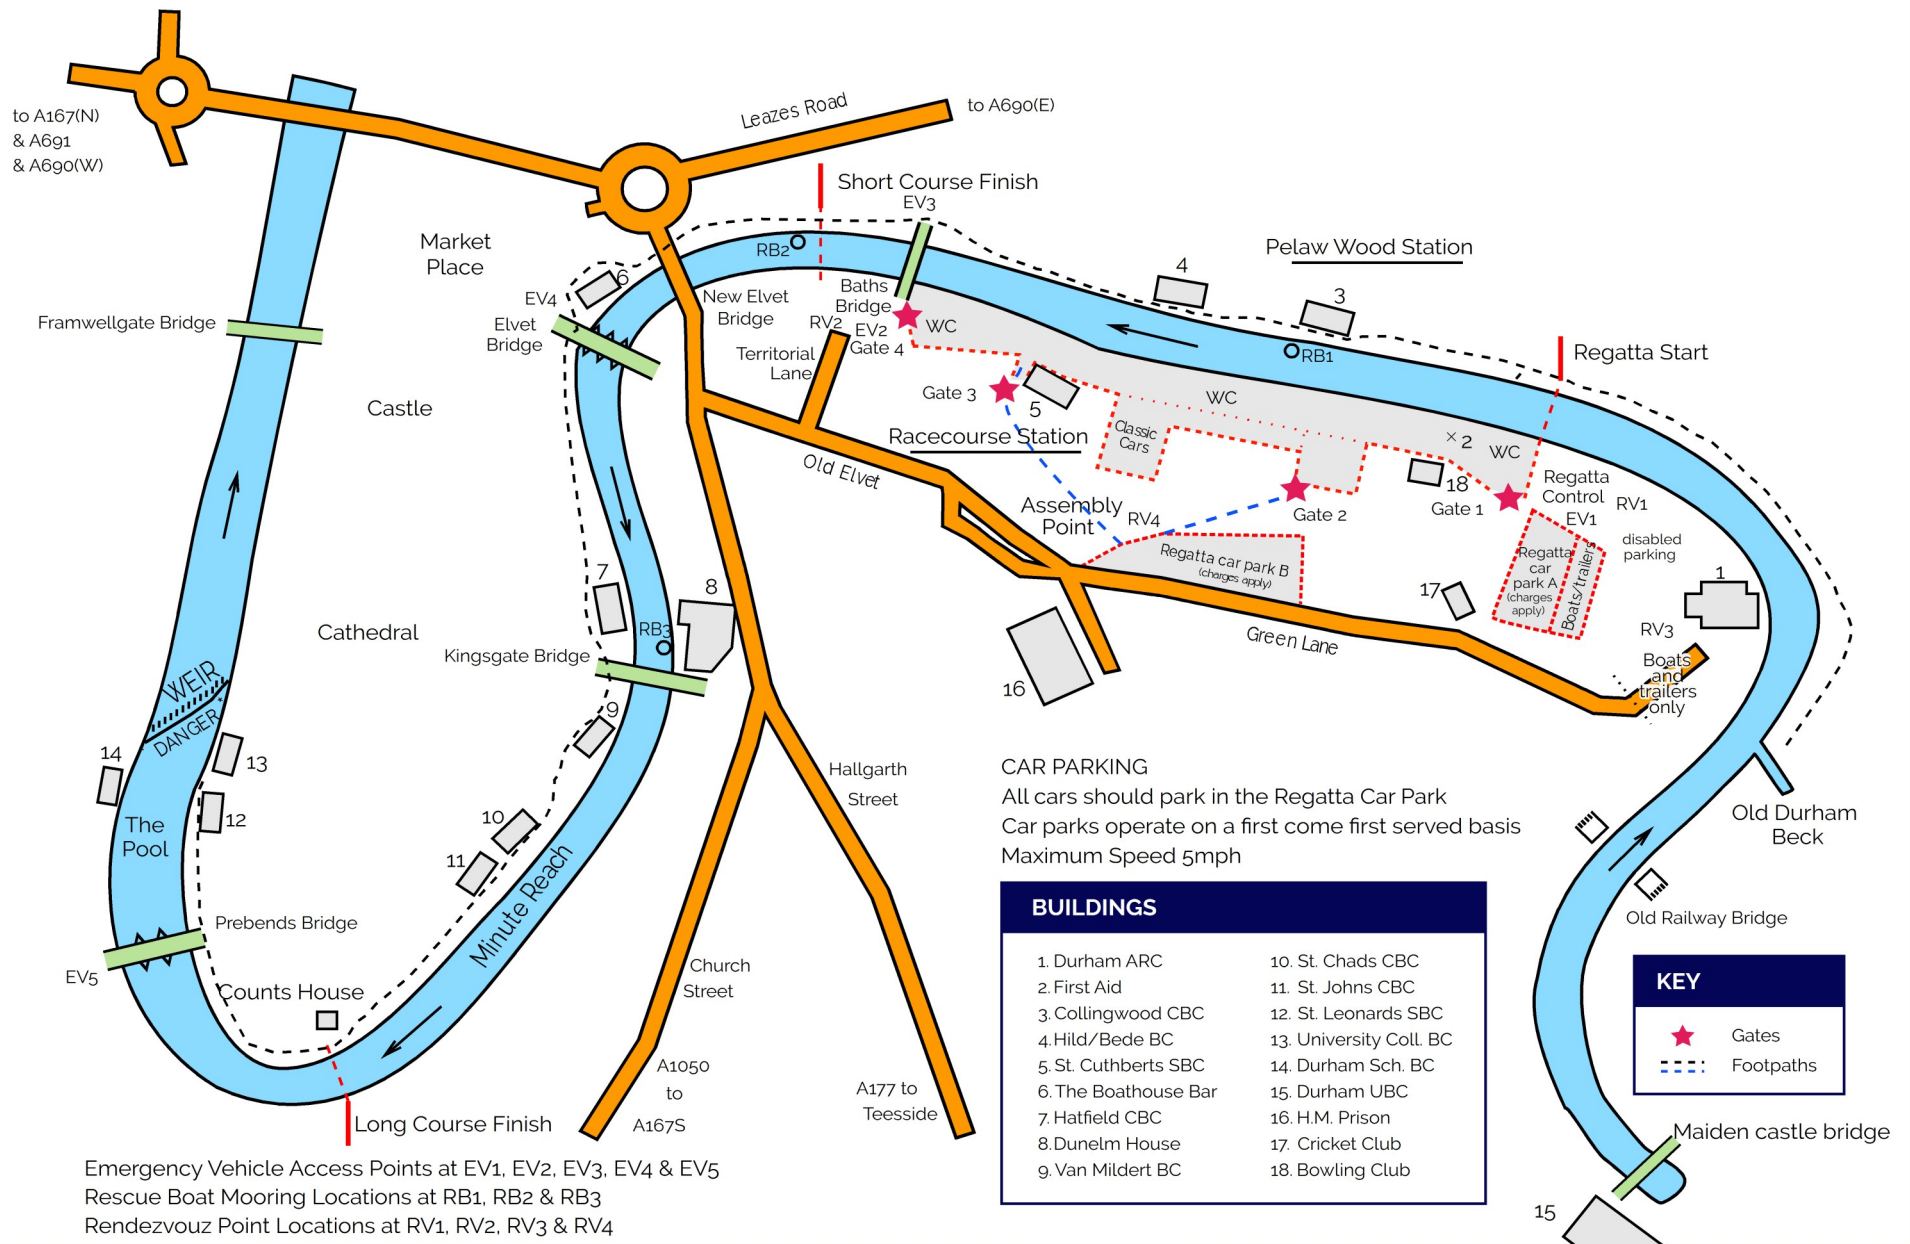 to A167(N)
& A691
& A690(W)
Leazes Road
to A690(E)
Short Course Finish
EV3
Market
Place
RB2
Pelaw Wood Station
4
3
6
EV4
Elvet
Bridge
New Elvet
Bridge
Baths
Bridge
RV2
EV2
Gate 4
WC
Framwellgate Bridge
Territorial
Lane
RB1
Regatta Start
Castle
Gate 3
5
WC
Classic
Cars
Racecourse Station
× 2
WC
Old Elvet
18
Gate 1
Regatta
Control
RV1
EV1
Assembly
Point
RV4
Gate 2
disabled
parking
Regatta car park B
(charges apply)
Regatta
car
park A
(charges
apply)
Boats/trailers
7
8
17
1
Cathedral
RB3
Kingsgate Bridge
Green Lane
RV3
Boats
and
trailers
only
16
WEIR
DANGER
9
14
13
12
The
Pool
10
11
Minute Reach
Hallgarth
Street
CAR PARKING
All cars should park in the Regatta Car Park
Car parks operate on a first come first served basis
Maximum Speed 5mph
Old Durham
Beck
Old Railway Bridge
Prebends Bridge
EV5
Counts House
Church
Street
A1050
to
A167S
A177 to
Teesside
Long Course Finish
BUILDINGS
1. Durham ARC
2. First Aid
3. Collingwood CBC
4. Hild/Bede BC
5. St. Cuthberts SBC
6. The Boathouse Bar
7. Hatfield CBC
8. Dunelm House
9. Van Mildert BC
10. St. Chads CBC
11. St. Johns CBC
12. St. Leonards SBC
13. University Coll. BC
14. Durham Sch. BC
15. Durham UBC
16. H.M. Prison
17. Cricket Club
18. Bowling Club
KEY
Gates
Footpaths
Maiden castle bridge
15
Emergency Vehicle Access Points at EV1, EV2, EV3, EV4 & EV5
Rescue Boat Mooring Locations at RB1, RB2 & RB3
Rendezvouz Point Locations at RV1, RV2, RV3 & RV4